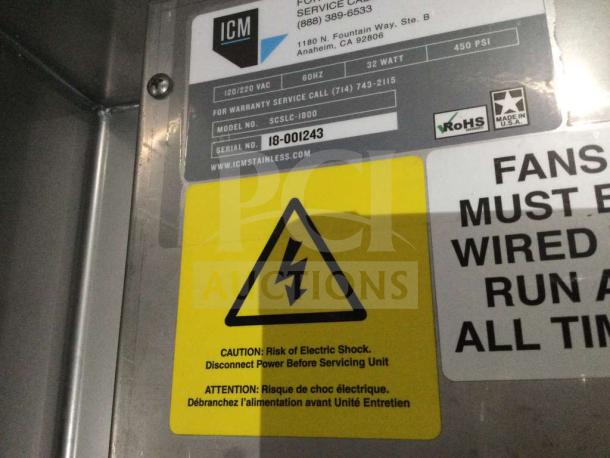 ICM
SERVICE CAL
(888) 389-6533
1180 N. Fountain Way, Ste. B
Anaheim, CA 92806
120/220 VAC 60HZ 32 WATT 450 PSI
FOR WARRANTY SERVICE CALL (714) 743-2115
MODEL NO. SCSLC-1800
SERIAL NO. 18-001243
WWW.ICMSTAINLESS.COM
RoHS
MADE IN
U.S.A.
FANS
MUST B
WIRED
RUN A
ALL TIM
PCI
AUCTIONS
CAUTION: Risk of Electric Shock.
Disconnect Power Before Servicing Unit
ATTENTION: Risque de choc électrique.
Débranchez l'alimentation avant Unité Entretien